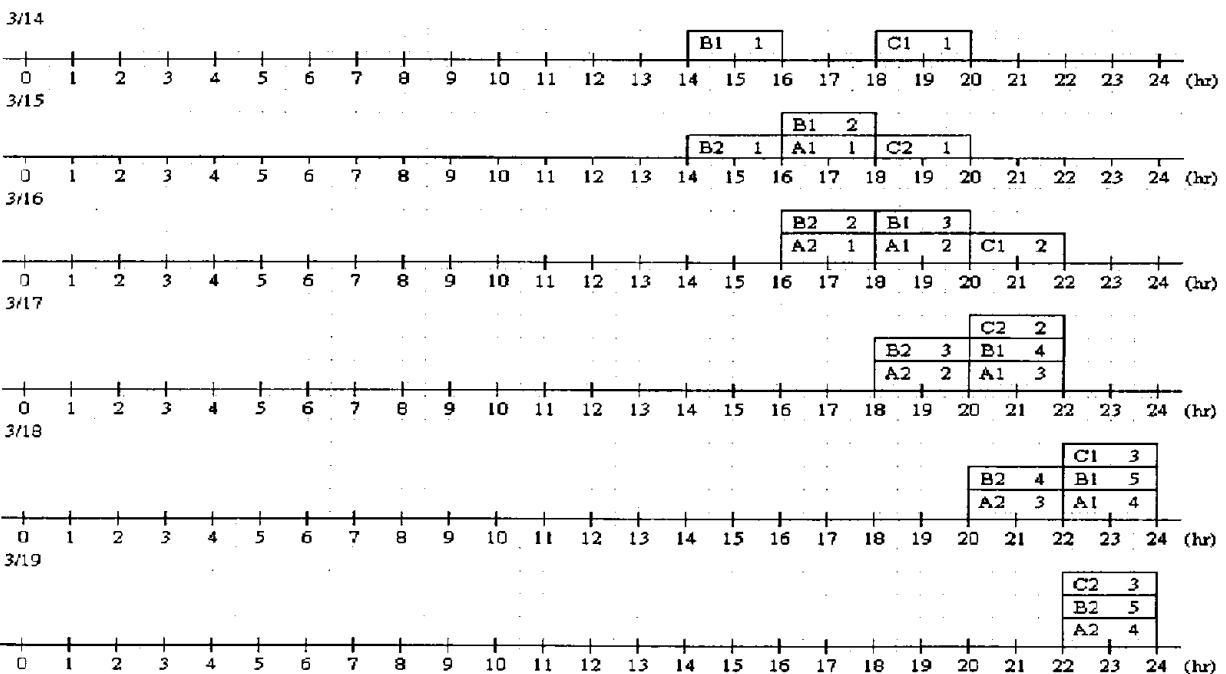 3/14
B1 1 C1 1
0 1 2 3 4 5 6 7 8 9 10 11 12 13 14 15 16 17 18 19 20 21 22 23 24 (hr)
3/15
B1 2
B2 1 A1 1 C2 1
0 1 2 3 4 5 6 7 8 9 10 11 12 13 14 15 16 17 18 19 20 21 22 23 24 (hr)
3/16
B2 2 B1 3
A2 1 A1 2 C1 2
0 1 2 3 4 5 6 7 8 9 10 11 12 13 14 15 16 17 18 19 20 21 22 23 24 (hr)
3/17
C2 2
B2 3 B1 4
A2 2 A1 3
0 1 2 3 4 5 6 7 8 9 10 11 12 13 14 15 16 17 18 19 20 21 22 23 24 (hr)
3/18
C1 3
B2 4 B1 5
A2 3 A1 4
0 1 2 3 4 5 6 7 8 9 10 11 12 13 14 15 16 17 18 19 20 21 22 23 24 (hr)
3/19
C2 3
B2 5
A2 4
0 1 2 3 4 5 6 7 8 9 10 11 12 13 14 15 16 17 18 19 20 21 22 23 24 (hr)